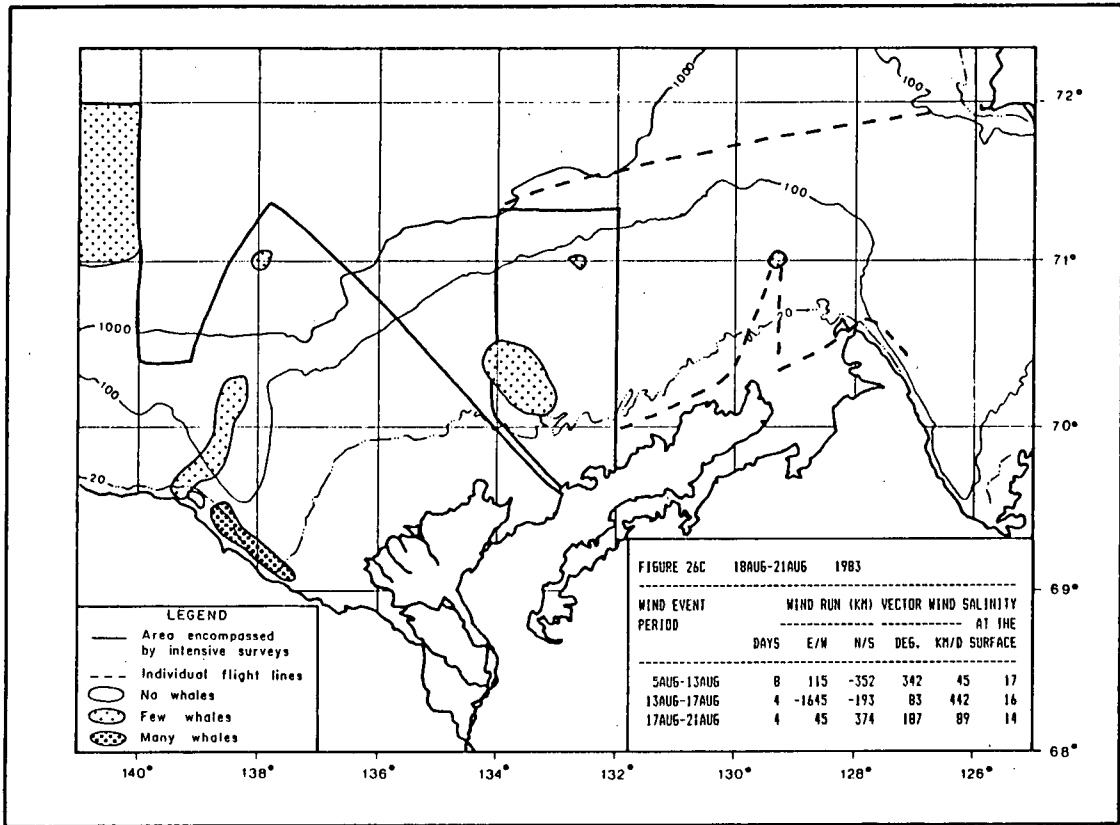 1000
1000
72°
100
71°
1000
0
100
70°
20
FIGURE 26C 18AUG-21AUG 1983
WIND EVENT WIND RUN (KM) VECTOR WIND SALINITY
PERIOD AT THE
DAYS E/W N/S DEG. KM/D SURFACE
5AUG-13AUG 8 115 -352 342 45 17
13AUG-17AUG 4 -1645 -193 83 442 16
17AUG-21AUG 4 45 374 187 89 14
69°
LEGEND
Area encompassed
by intensive surveys
Individual flight lines
No whales
Few whales
Many whales
68°
140° 138° 136° 134° 132° 130° 128° 126°